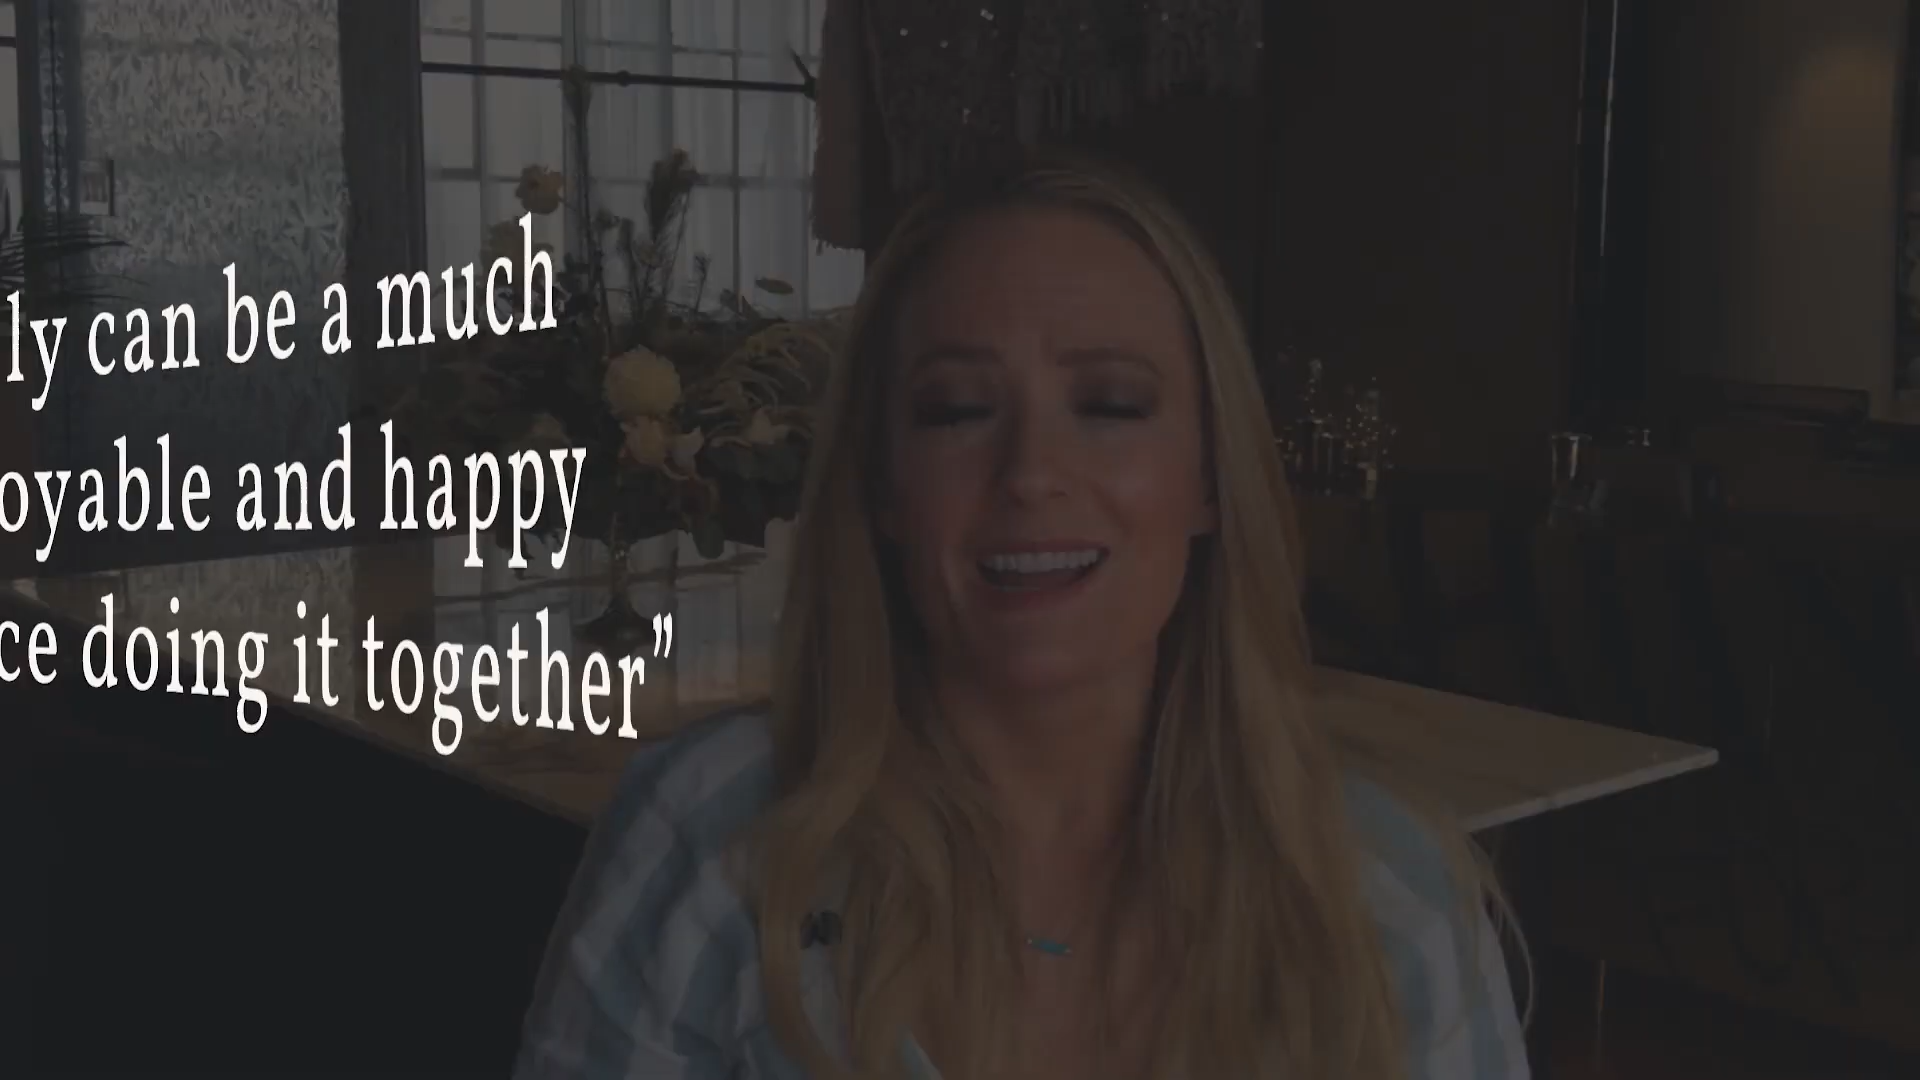 ly can be a much
oyable and happy
ce doing it together”